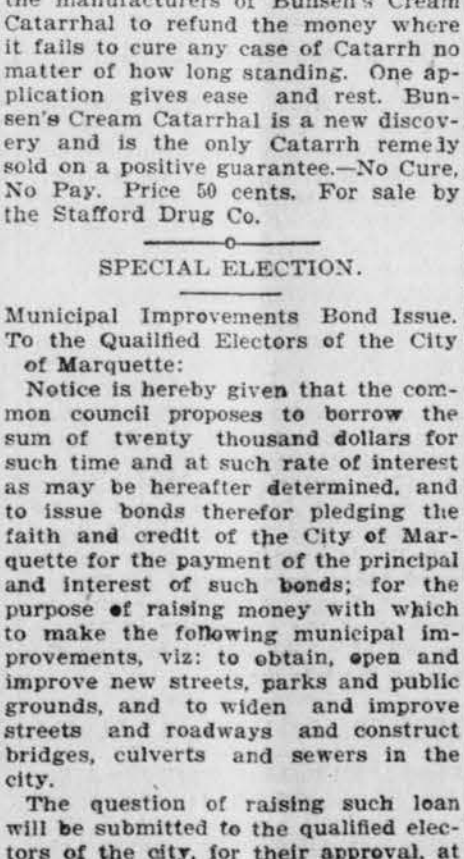 the manufacturers of Bunsen's Cream
Catarrhal to refund the money where
it fails to cure any case of Catarrh no
matter of how long standing. One ap-
plication gives ease and rest. Bun-
sen's Cream Catarrhal is a new discov-
ery and is the only Catarrh remely
sold on a positive guarantee.—No Cure,
No Pay. Price 50 cents. For sale by
the Stafford Drug Co.
SPECIAL ELECTION.
Municipal Improvements Bond Issue.
To the Quailfied Electors of the City
of Marquette:
Notice is hereby given that the com-
mon council proposes to borrow the
sum of twenty thousand dollars for
such time and at such rate of interest
as may be hereafter determined, and
to issue bonds therefor pledging the
faith and credit of the City of Mar-
quette for the payment of the principal
and interest of such bonds; for the
purpose of raising money with which
to make the following municipal im-
provements, viz: to obtain, open and
improve new streets, parks and public
grounds, and to widen and improve
streets and roadways and construct
bridges, culverts and sewers in the
city.
The question of raising such loan
will be submitted to the qualified elec-
tors of the city, for their approval, at